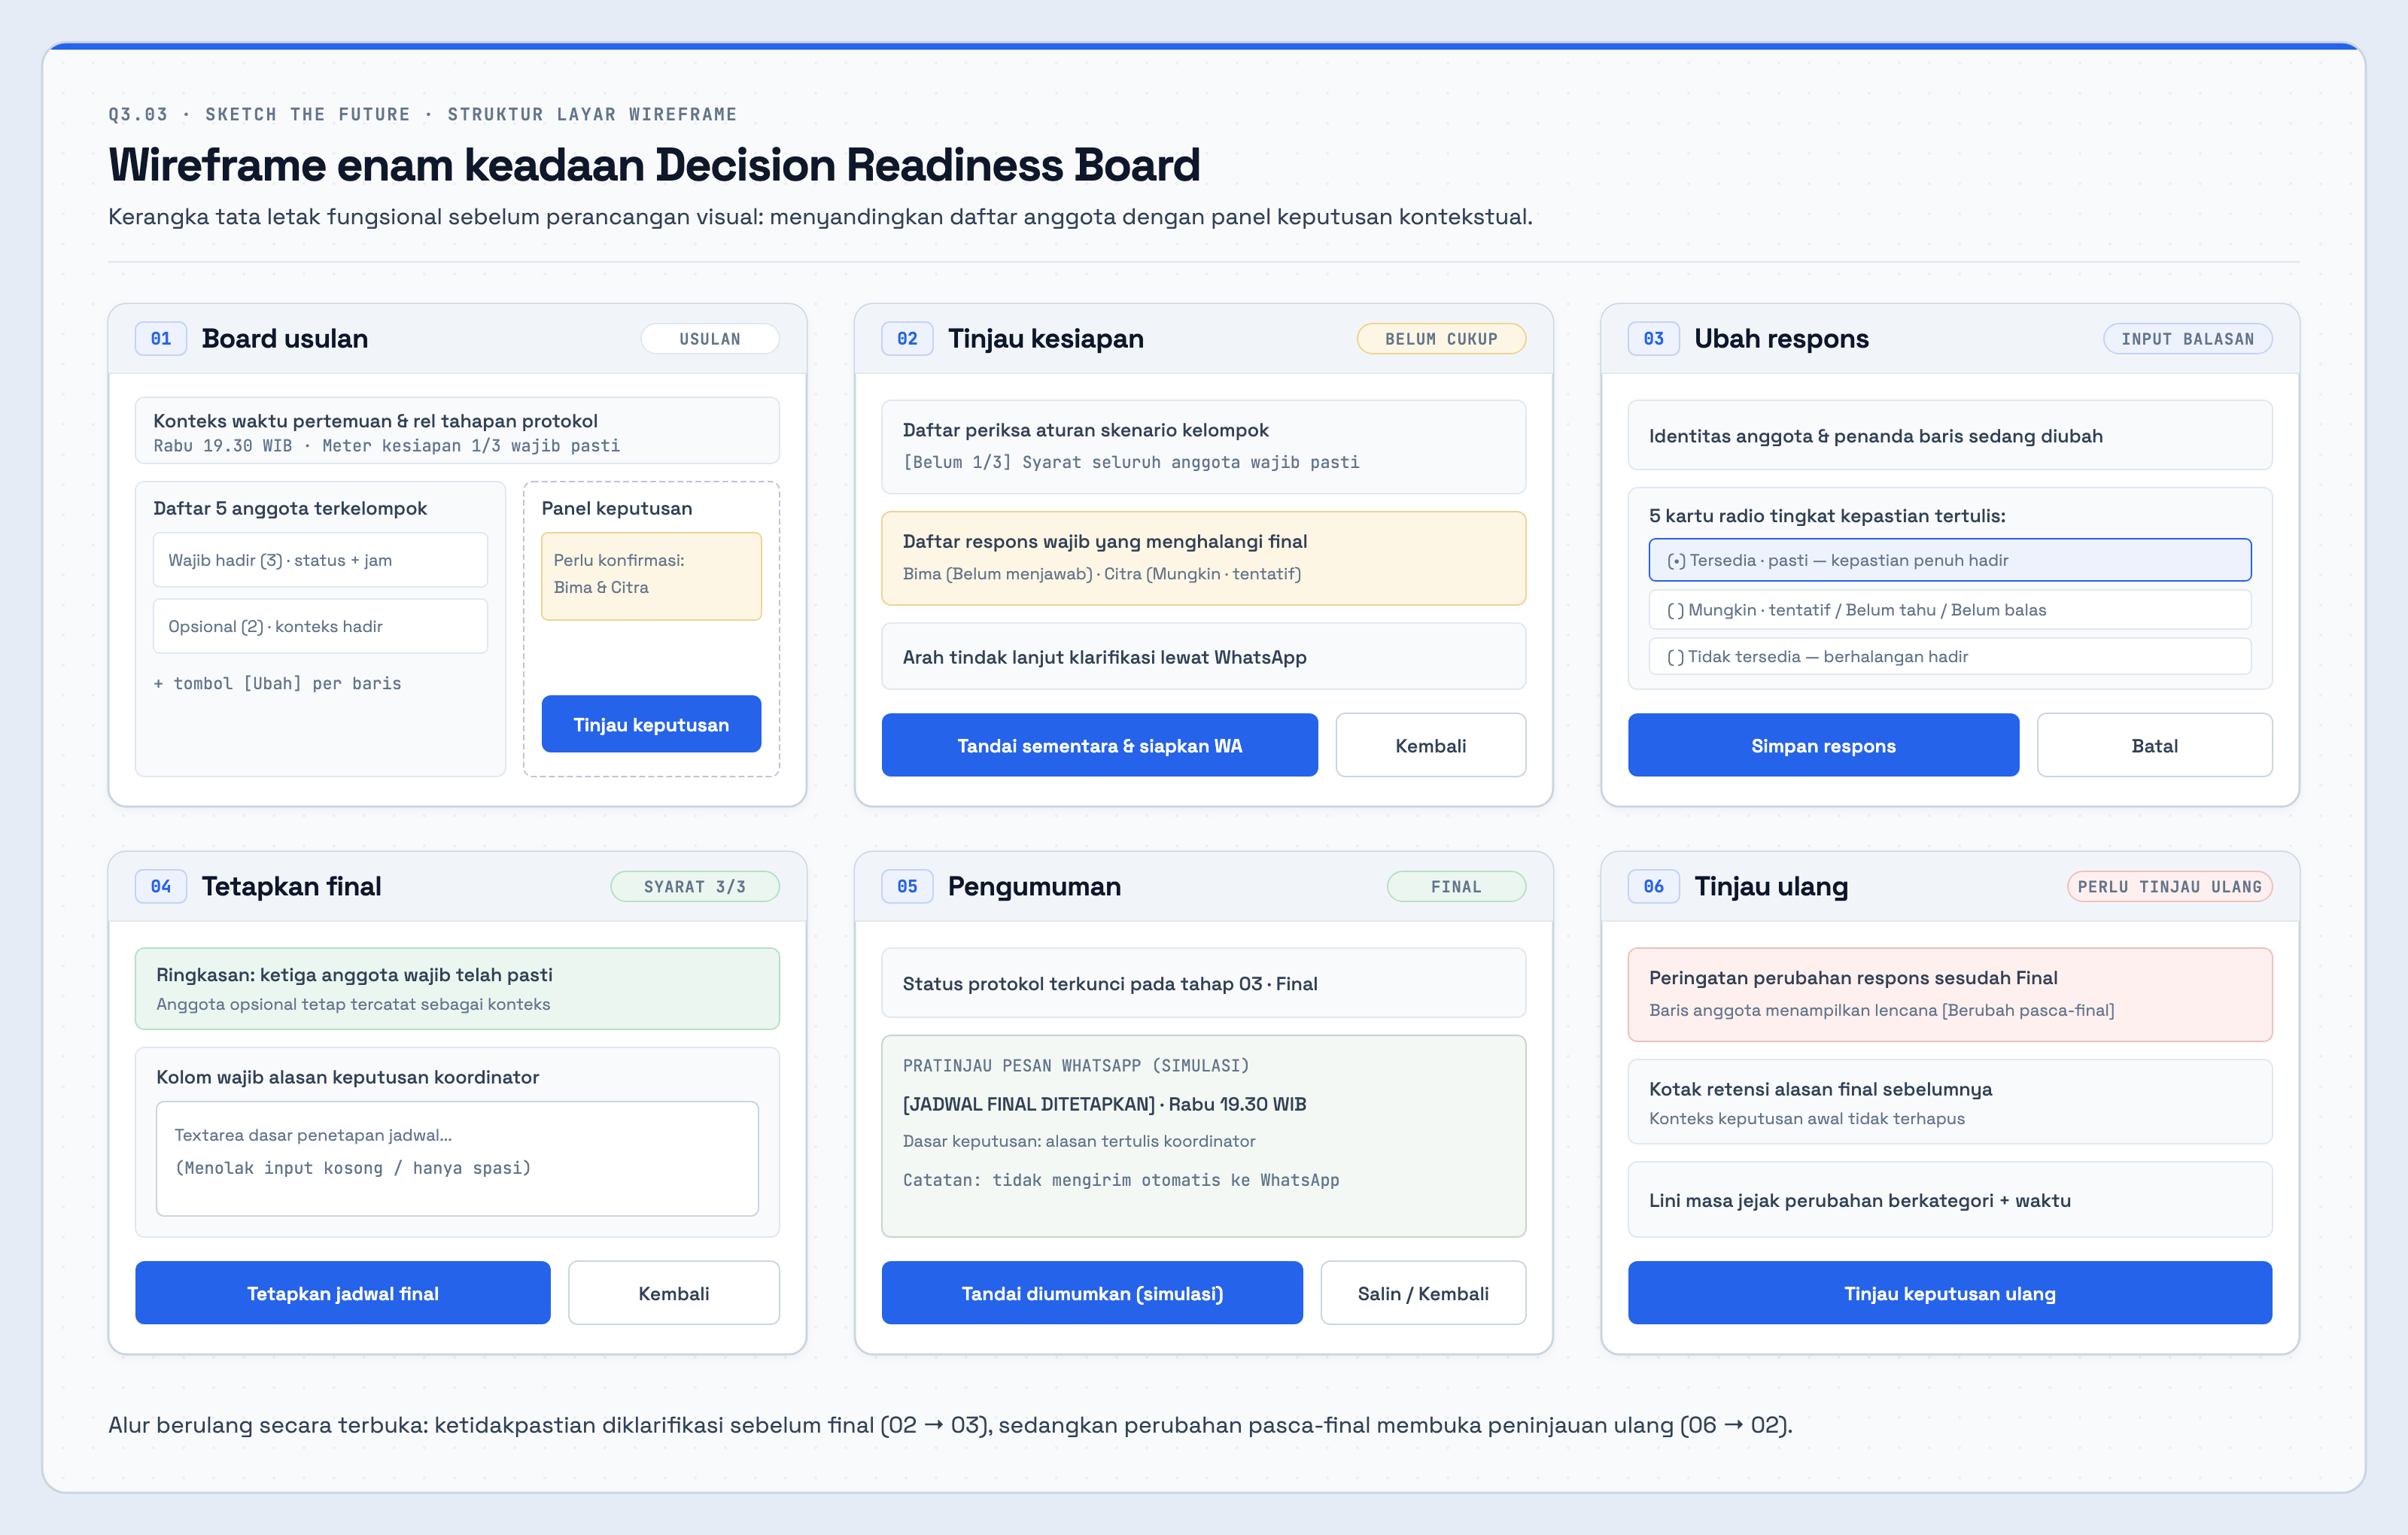 Q3.03 · SKETCH THE FUTURE · STRUKTUR LAYAR WIREFRAME
Wireframe enam keadaan Decision Readiness Board
Kerangka tata letak fungsional sebelum perancangan visual: menyandingkan daftar anggota dengan panel keputusan kontekstual.
01 Board usulan USULAN
Konteks waktu pertemuan & rel tahapan protokol
Rabu 19.30 WIB · Meter kesiapan 1/3 wajib pasti
Daftar 5 anggota terkelompok
Wajib hadir (3) · status + jam
Opsional (2) · konteks hadir
+ tombol [Ubah] per baris
Panel keputusan
Perlu konfirmasi:
Bima & Citra
Tinjau keputusan
02 Tinjau kesiapan BELUM CUKUP
Daftar periksa aturan skenario kelompok
[Belum 1/3] Syarat seluruh anggota wajib pasti
Daftar respons wajib yang menghalangi final
Bima (Belum menjawab) · Citra (Mungkin · tentatif)
Arah tindak lanjut klarifikasi lewat WhatsApp
Tandai sementara & siapkan WA
Kembali
03 Ubah respons INPUT BALASAN
Identitas anggota & penanda baris sedang diubah
5 kartu radio tingkat kepastian tertulis:
(•) Tersedia · pasti — kepastian penuh hadir
( ) Mungkin · tentatif / Belum tahu / Belum balas
( ) Tidak tersedia — berhalangan hadir
Simpan respons
Batal
04 Tetapkan final SYARAT 3/3
Ringkasan: ketiga anggota wajib telah pasti
Anggota opsional tetap tercatat sebagai konteks
Kolom wajib alasan keputusan koordinator
Textarea dasar penetapan jadwal...
(Menolak input kosong / hanya spasi)
Tetapkan jadwal final
Kembali
05 Pengumuman FINAL
Status protokol terkunci pada tahap 03 · Final
PRATINJAU PESAN WHATSAPP (SIMULASI)
[JADWAL FINAL DITETAPKAN] · Rabu 19.30 WIB
Dasar keputusan: alasan tertulis koordinator
Catatan: tidak mengirim otomatis ke WhatsApp
Tandai diumumkan (simulasi)
Salin / Kembali
06 Tinjau ulang PERLU TINJAU ULANG
Peringatan perubahan respons sesudah Final
Baris anggota menampilkan lencana [Berubah pasca-final]
Kotak retensi alasan final sebelumnya
Konteks keputusan awal tidak terhapus
Lini masa jejak perubahan berkategori + waktu
Tinjau keputusan ulang
Alur berulang secara terbuka: ketidakpastian diklarifikasi sebelum final (02 → 03), sedangkan perubahan pasca-final membuka peninjauan ulang (06 → 02).